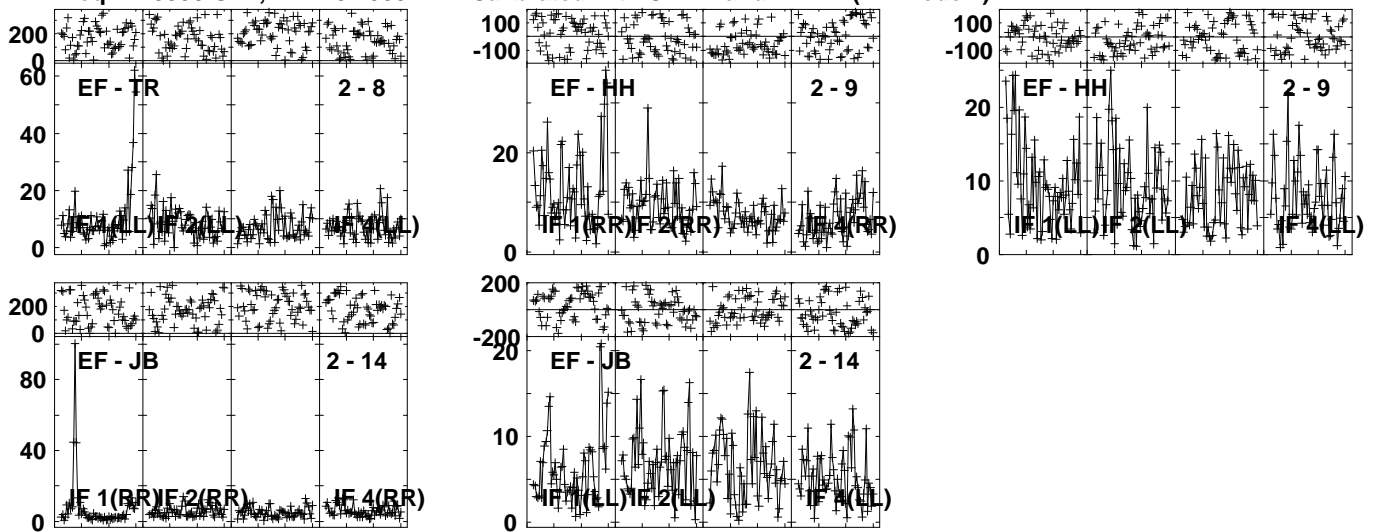 200
0
100
-100
100
-100
60
40
20
0
EF - TR 2 - 8
IF 1(LL) IF 2(LL) IF 4(LL)
20
0
EF - HH 2 - 9
IF 1(RR) IF 2(RR) IF 4(RR)
20
10
0
EF - HH 2 - 9
IF 1(LL) IF 2(LL) IF 4(LL)
200
0
80
40
0
EF - JB 2 - 14
IF 1(RR) IF 2(RR) IF 4(RR)
200
-200
20
10
0
EF - JB 2 - 14
IF 1(LL) IF 2(LL) IF 4(LL)